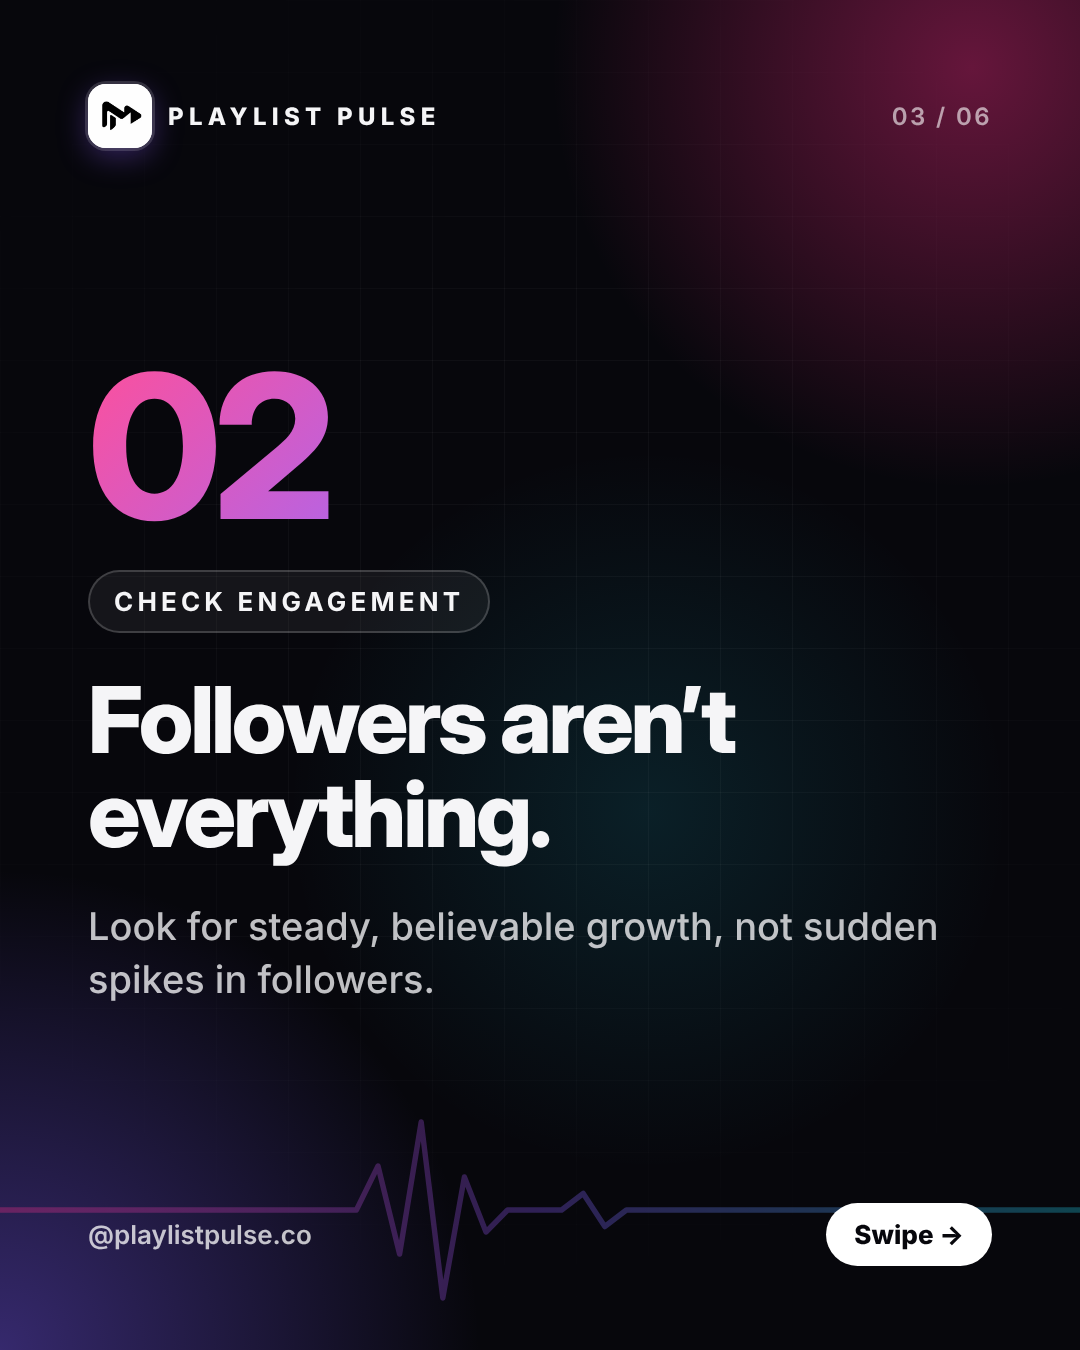 PLAYLIST PULSE
03 / 06
02
CHECK ENGAGEMENT
Followers aren’t
everything.
Look for steady, believable growth, not sudden
spikes in followers.
@playlistpulse.co
Swipe →